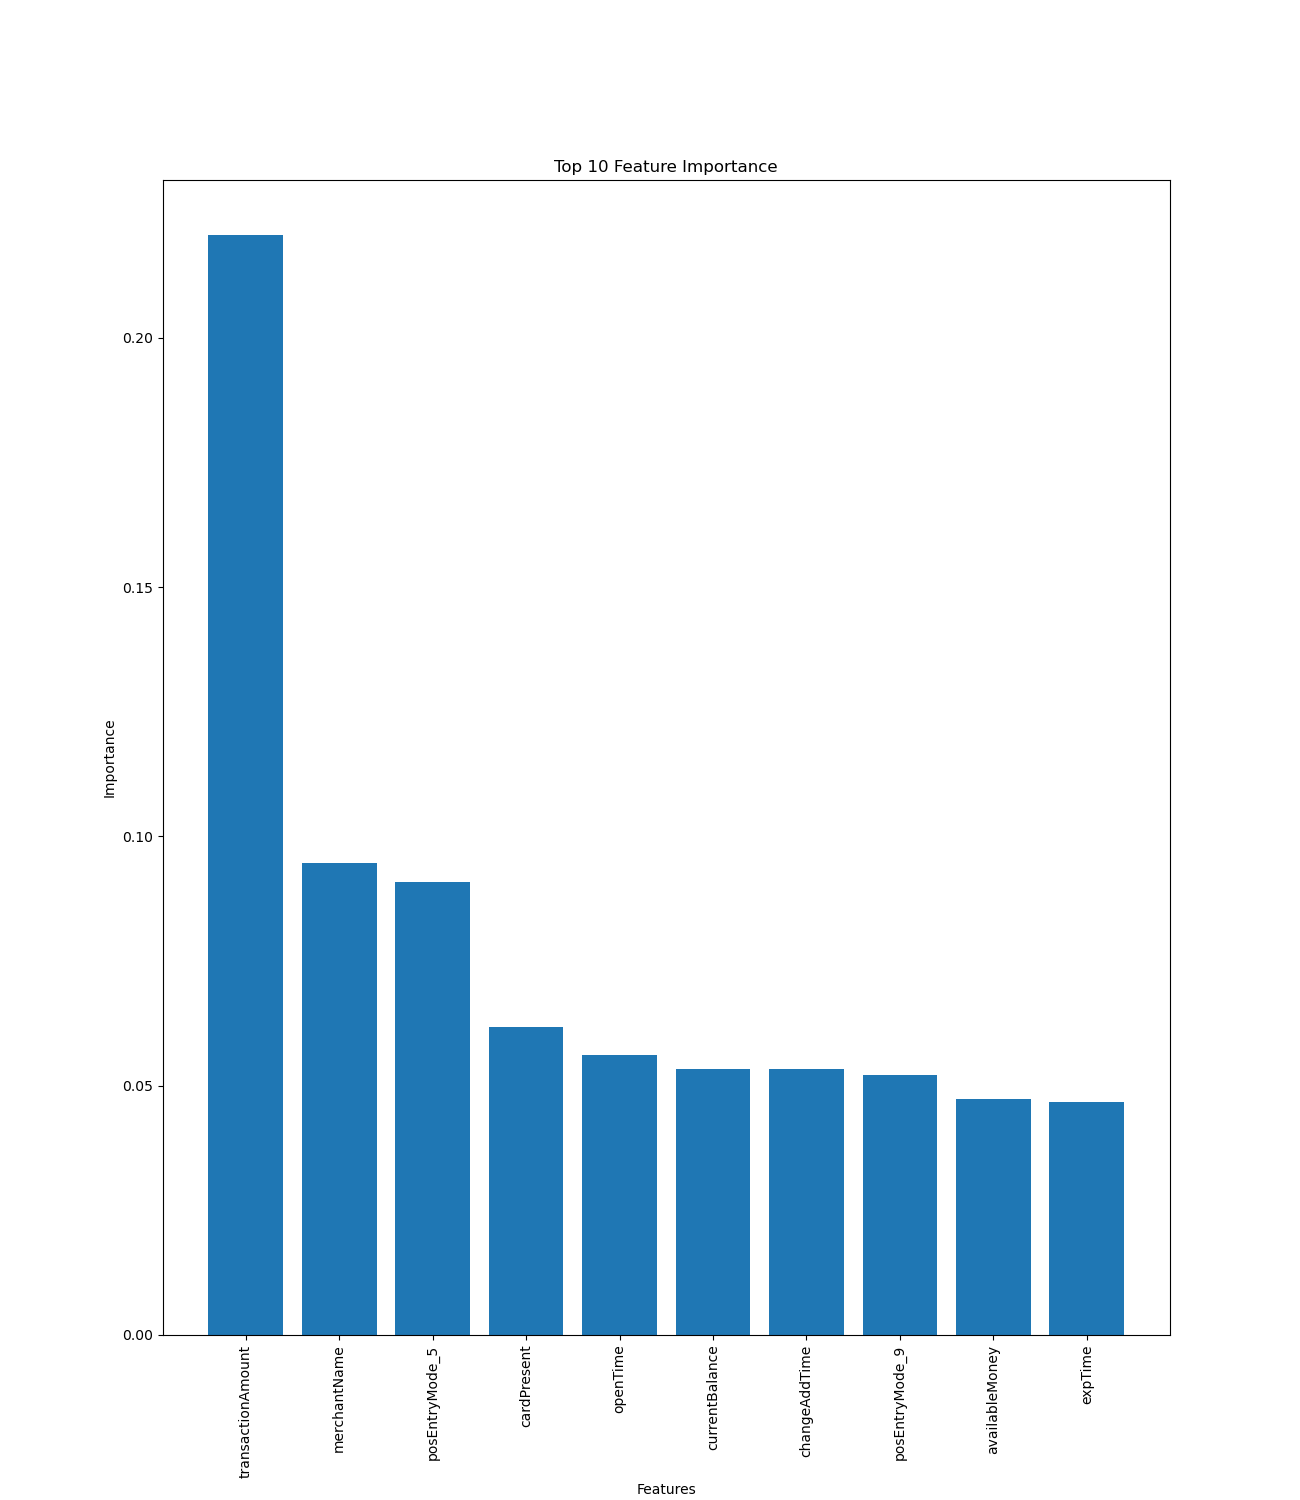 Top 10 Feature Importance
Importance
0.20
0.15
0.10
0.05
0.00
transactionAmount
merchantName
posEntryMode_5
cardPresent
openTime
currentBalance
changeAddTime
posEntryMode_9
availableMoney
expTime
Features